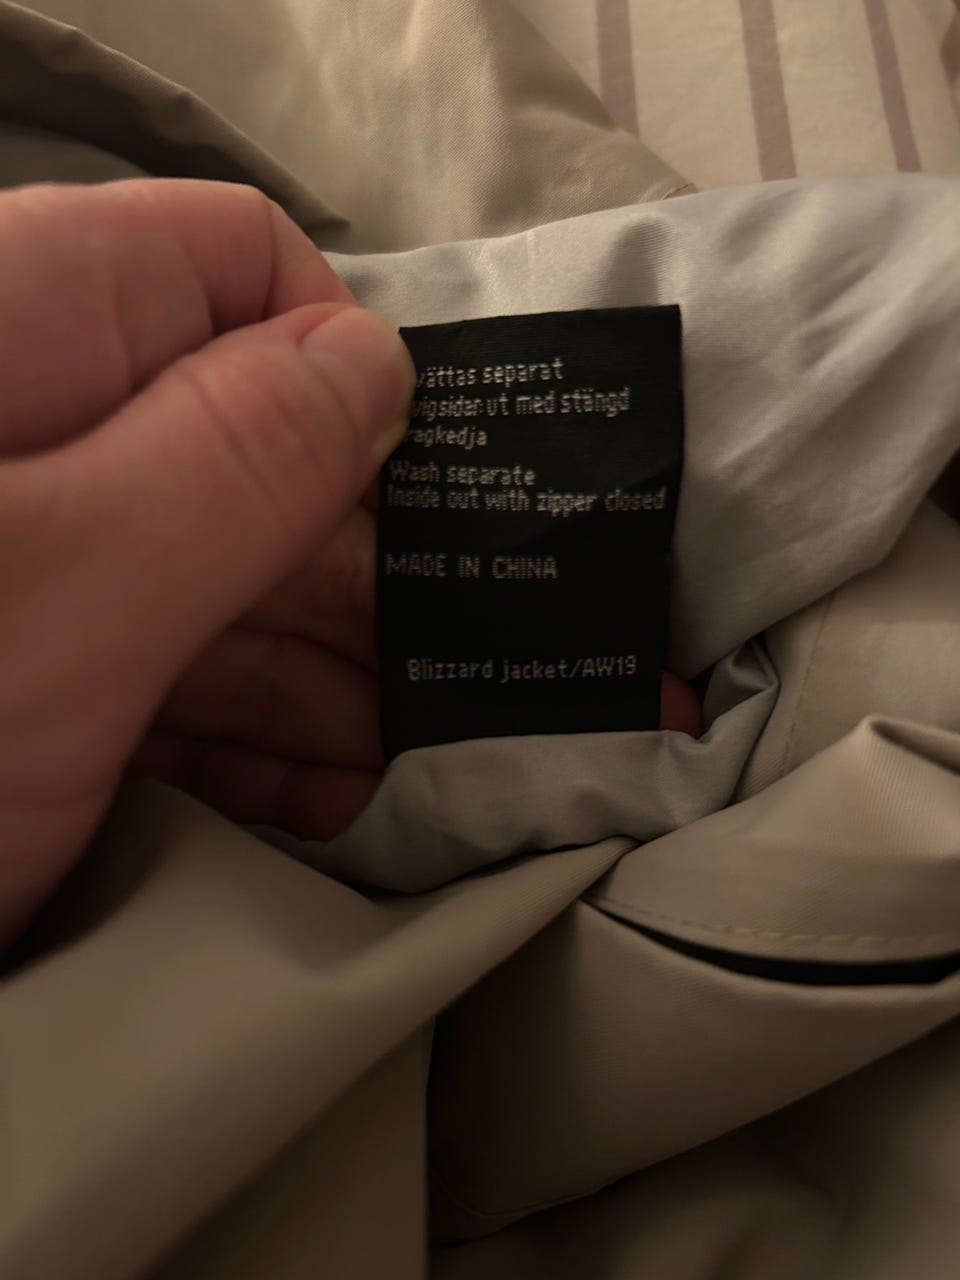 separat
ut med stängd
Wash separate
Inside out with zipper closed
MADE IN CHINA
Blizzard jacket/AW19